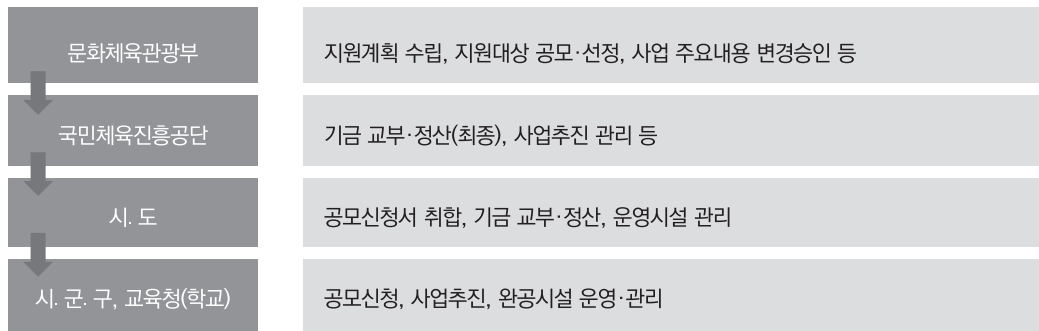 문화체육관광부
지원계획 수립, 지원대상 공모·선정, 사업 주요내용 변경승인 등
국민체육진흥공단
기금 교부·정산(최종), 사업추진 관리 등
시. 도
공모신청서 취합, 기금 교부·정산, 운영시설 관리
시. 군. 구, 교육청(학교)
공모신청, 사업추진, 완공시설 운영·관리